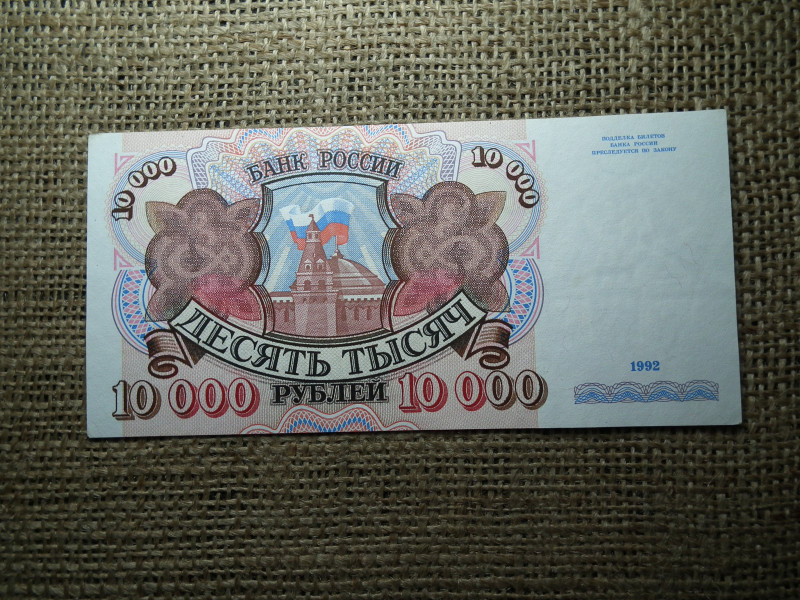 БАНК РОССИИ
10 000
10 000
ДЕСЯТЬ ТЫСЯЧ
10 000 РУБЛЕЙ 10 000
ПОДДЕЛКА БИЛЕТОВ
БАНКА РОССИИ
ПРЕСЛЕДУЕТСЯ ПО ЗАКОНУ
1992